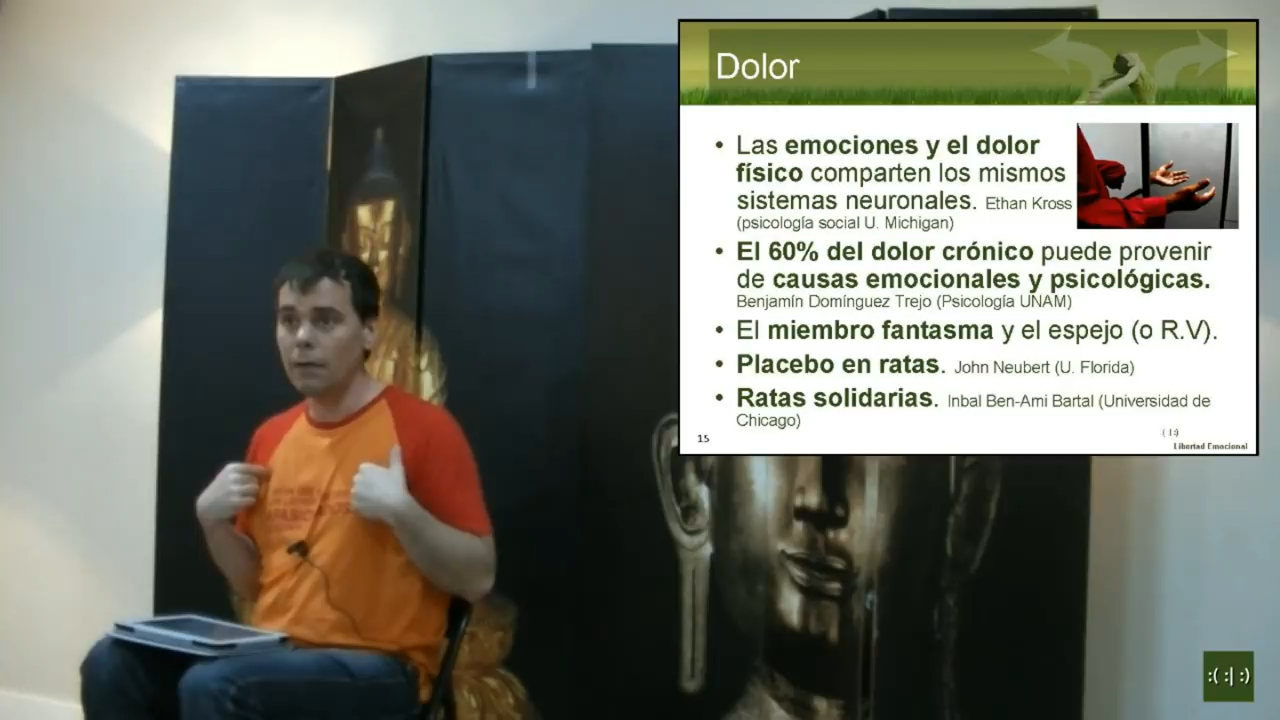 Dolor
• Las emociones y el dolor
físico comparten los mismos
sistemas neuronales. Ethan Kross
(psicología social U. Michigan)
• El 60% del dolor crónico puede provenir
de causas emocionales y psicológicas.
Benjamín Domínguez Trejo (Psicología UNAM)
• El miembro fantasma y el espejo (o R.V).
• Placebo en ratas. John Neubert (U. Florida)
• Ratas solidarias. Inbal Ben-Ami Bartal (Universidad de
Chicago)
15
:( :| :)
Libertad Emocional
:( :| :)